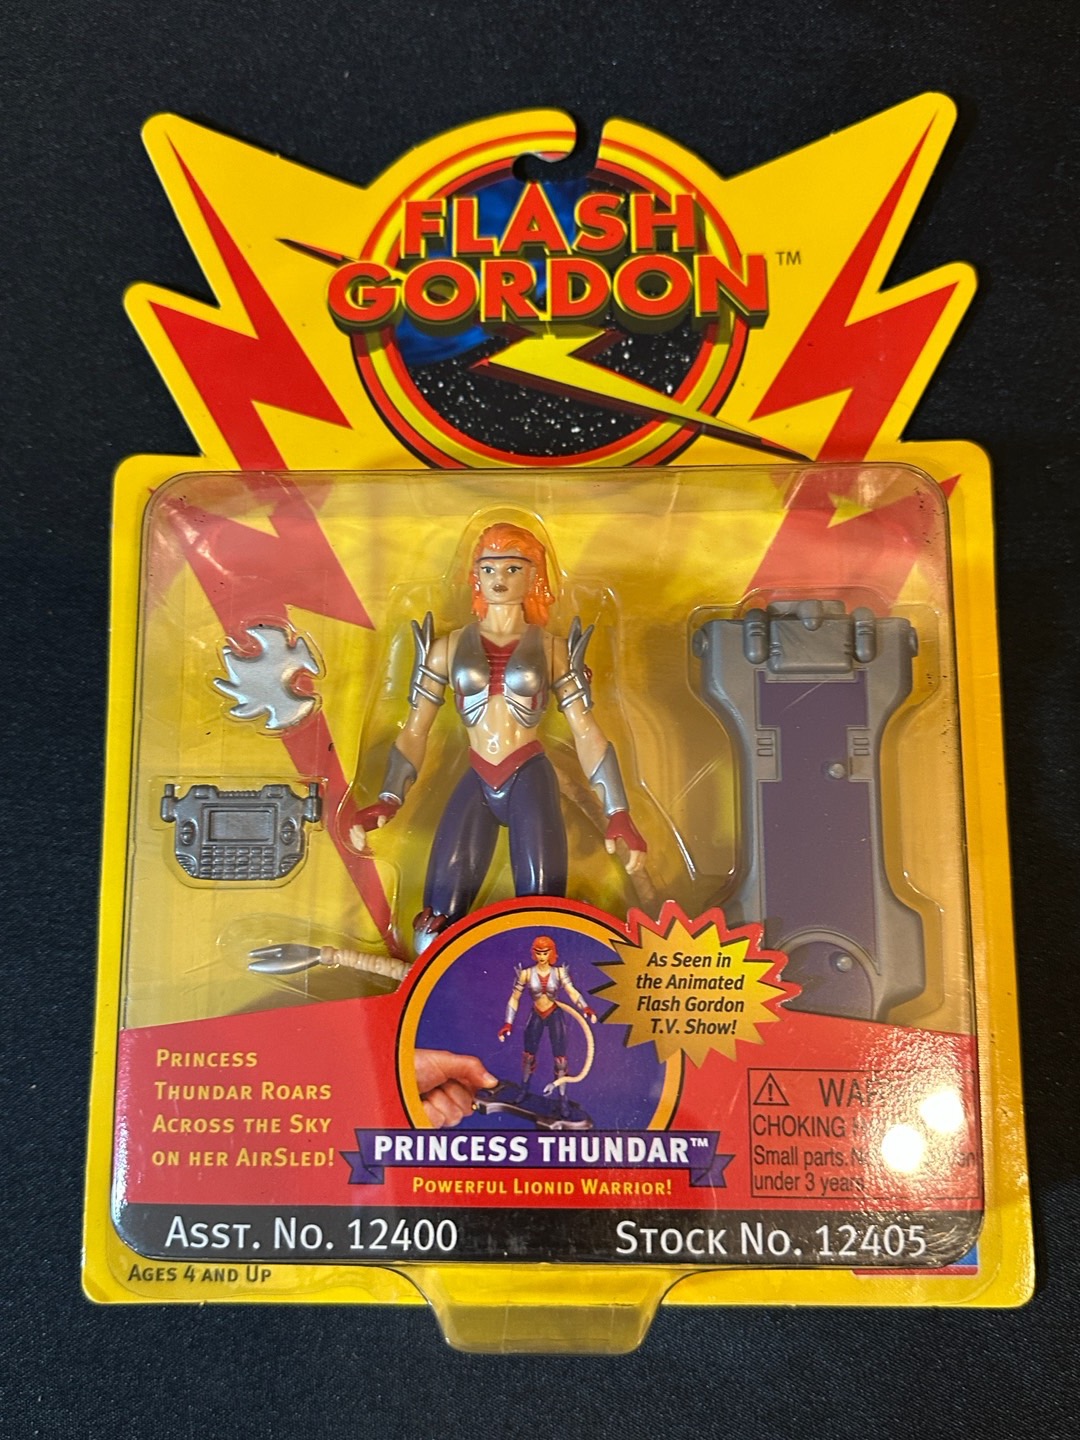 FLASH
GORDON™
As Seen in
the Animated
Flash Gordon
T.V. Show!
PRINCESS
THUNDAR ROARS
ACROSS THE SKY
ON HER AIRSLED!
PRINCESS THUNDAR™
POWERFUL LIONID WARRIOR!
CHOKING
Small parts.
under 3 years
ASST. NO. 12400
STOCK NO. 12405
AGES 4 AND UP